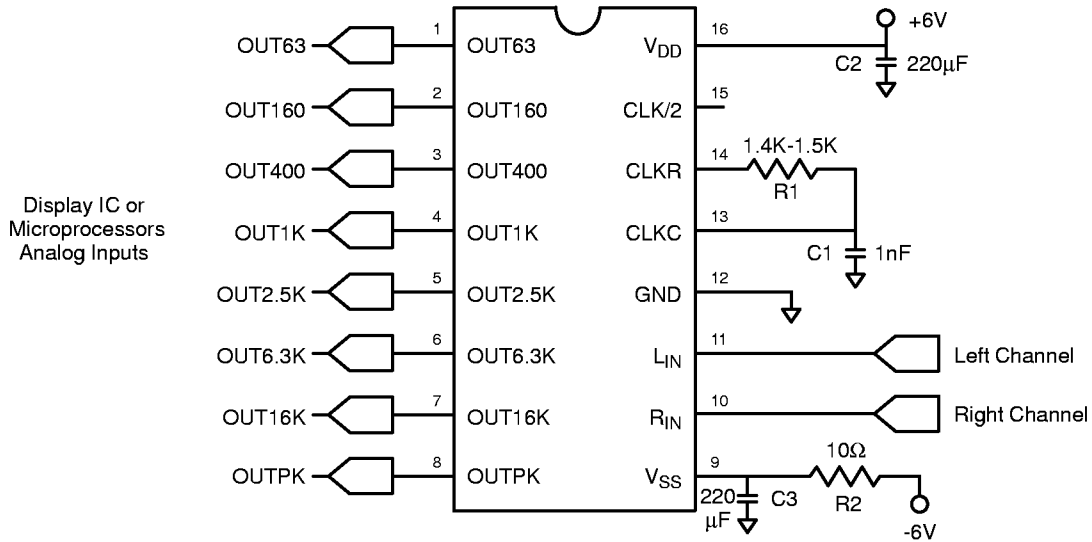 Display IC or
Microprocessors
Analog Inputs
OUT63 1 OUT63
OUT160 2 OUT160
OUT400 3 OUT400
OUT1K 4 OUT1K
OUT2.5K 5 OUT2.5K
OUT6.3K 6 OUT6.3K
OUT16K 7 OUT16K
OUTPK 8 OUTPK
VDD 16 +6V
C2 220µF
CLK/2 15
CLKR 14 1.4K-1.5K
R1
CLKC 13
C1 1nF
GND 12
LIN 11 Left Channel
RIN 10 Right Channel
VSS 9 10Ω
220 µF C3 R2
-6V